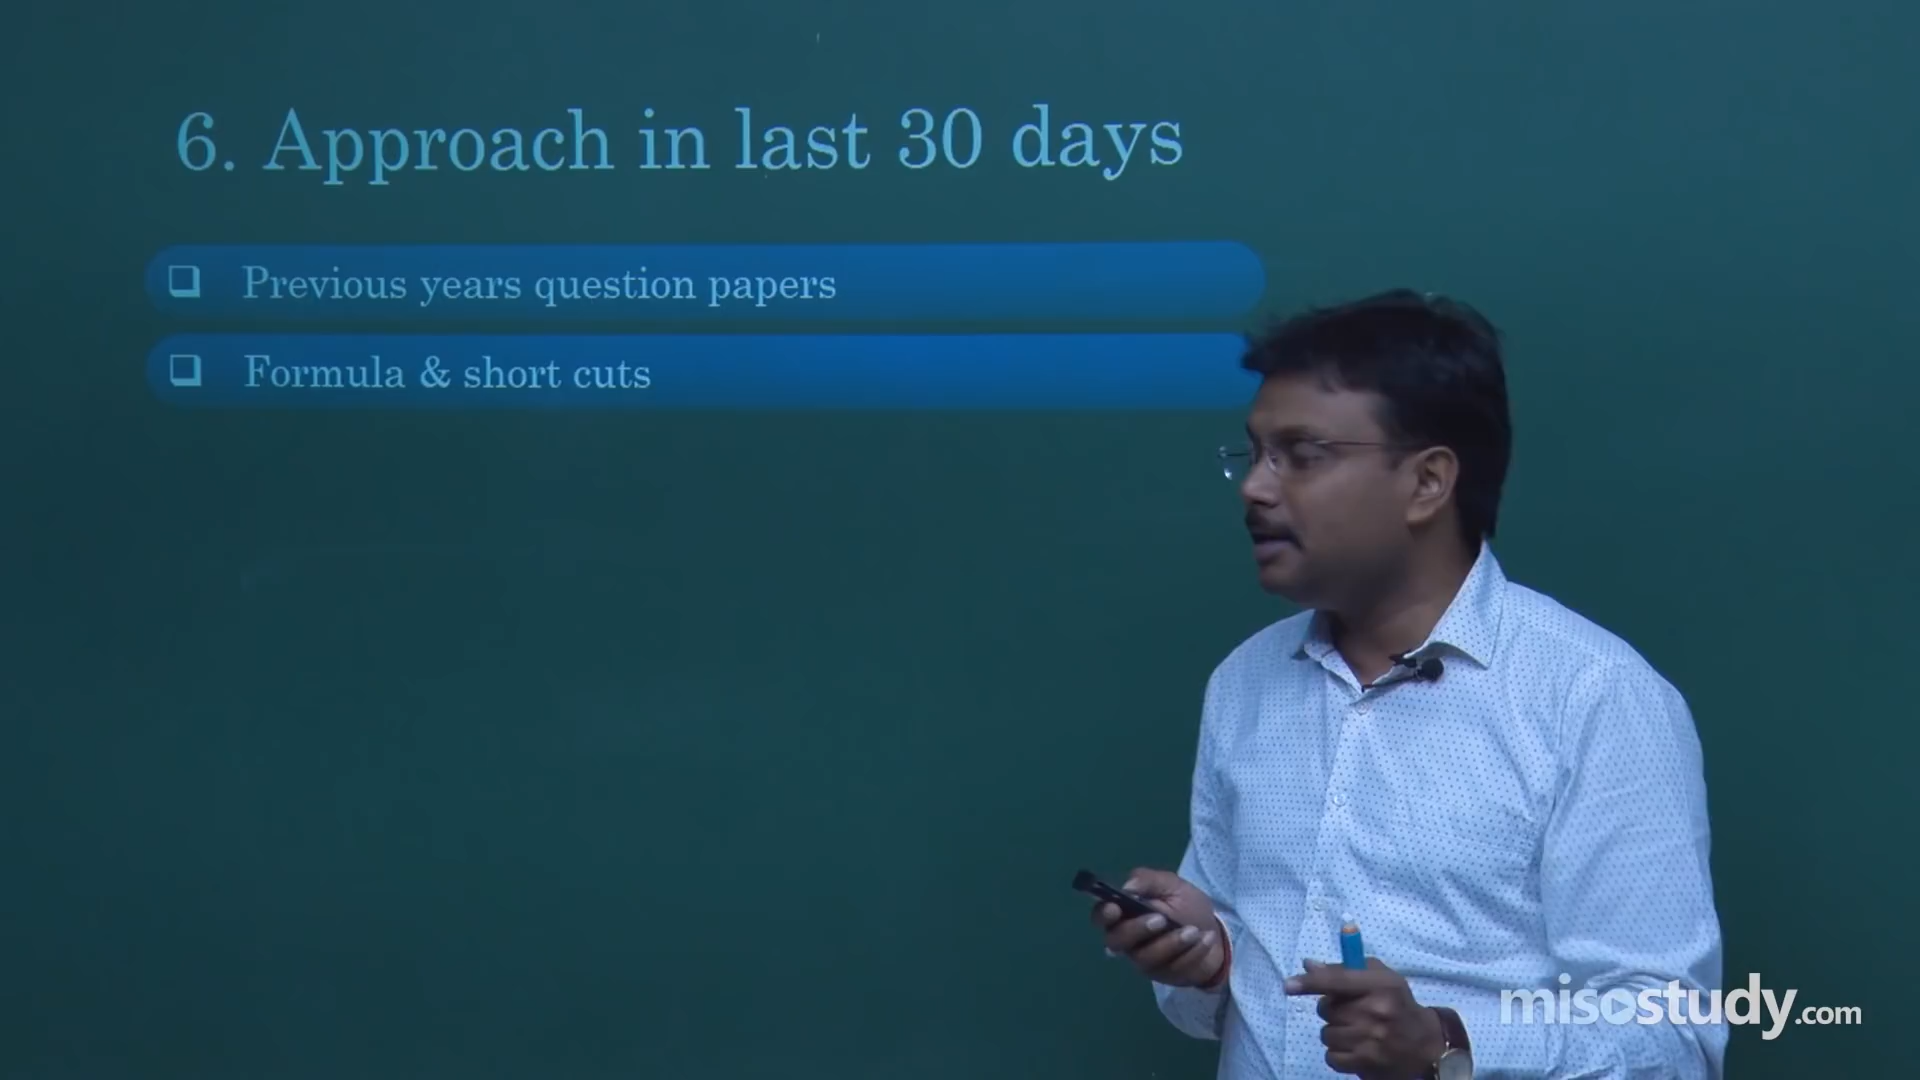 6. Approach in last 30 days
❑ Previous years question papers
❑ Formula & short cuts
misostudy.com